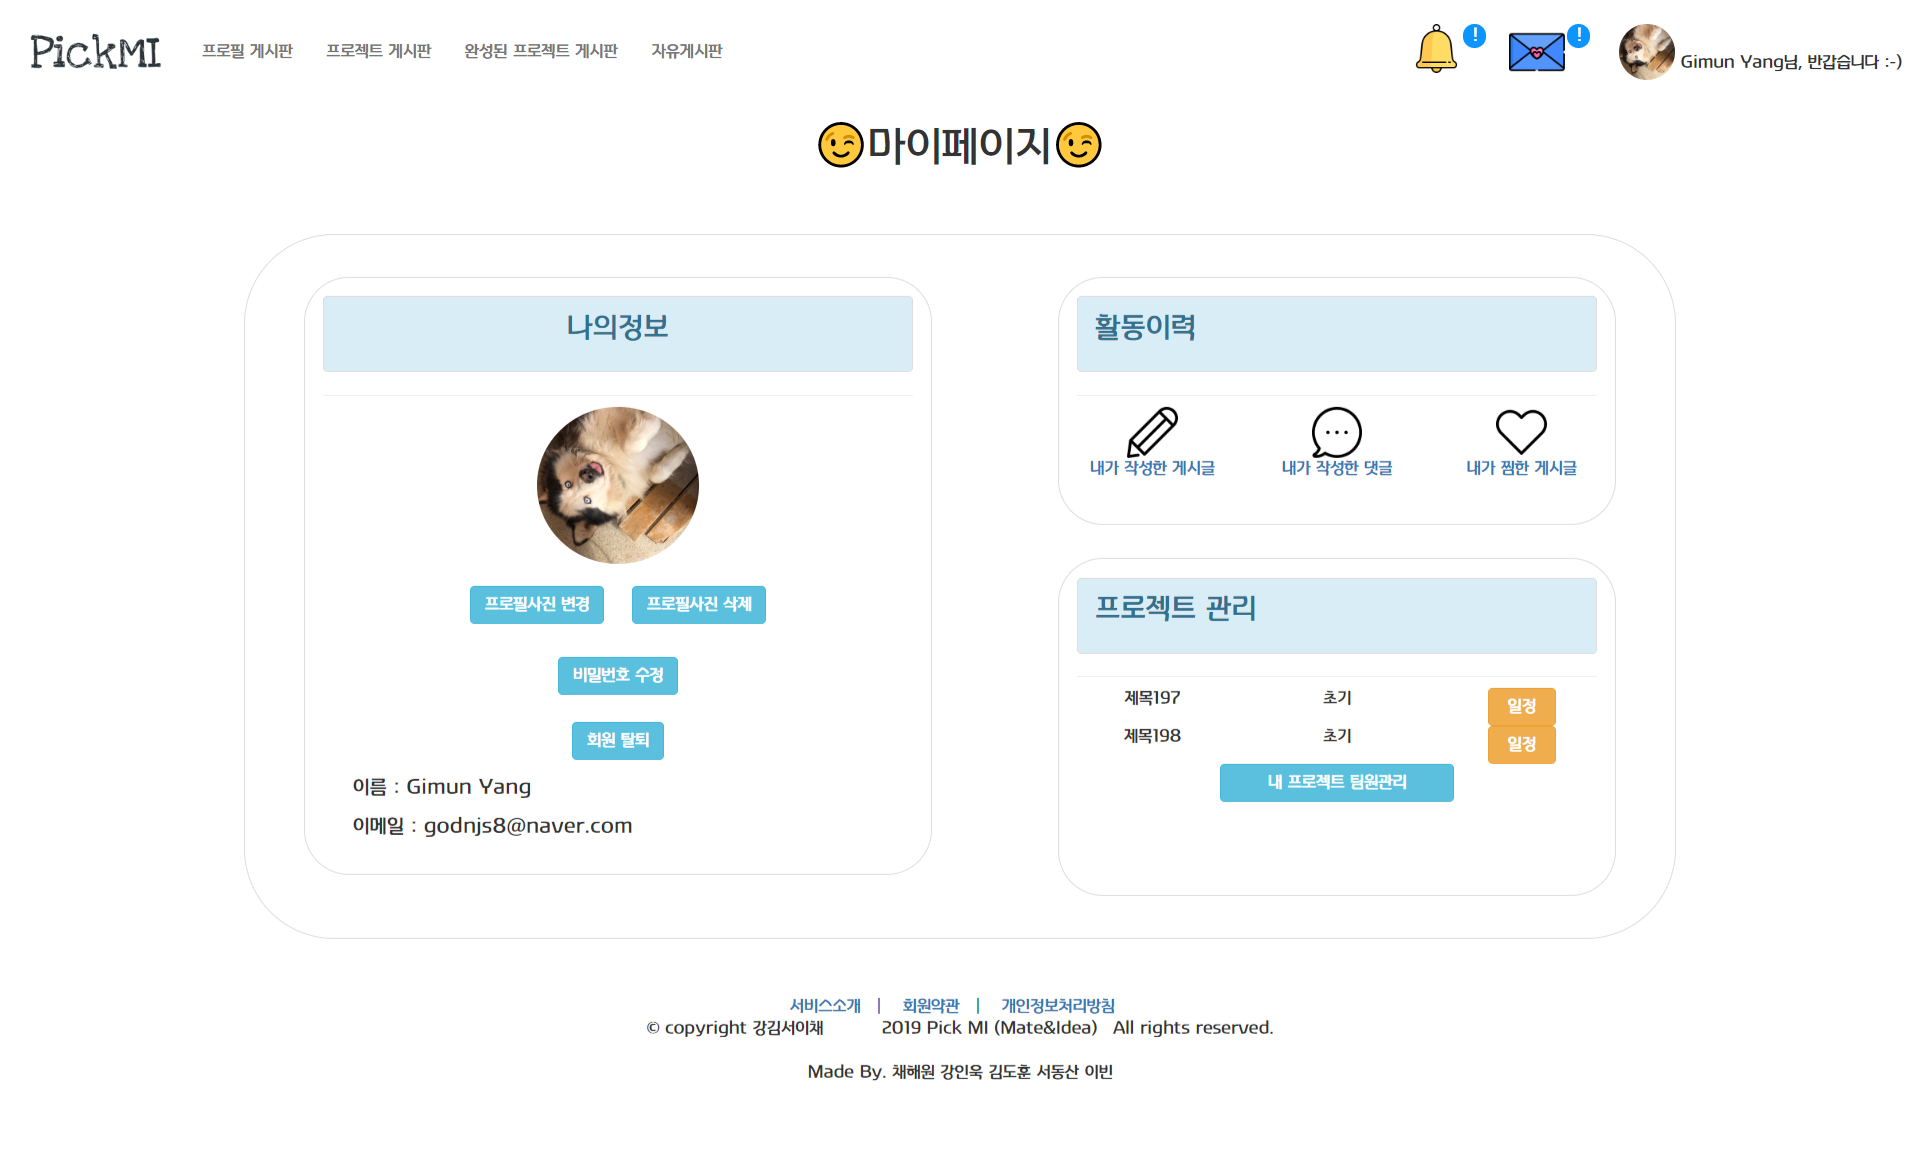 PickMI 프로필 게시판 프로젝트 게시판 완성된 프로젝트 게시판 자유게시판 ! ! Gimun Yang님, 반갑습니다 :-)
마이페이지
나의정보
프로필사진 변경 프로필사진 삭제
비밀번호 수정
회원 탈퇴
이름 : Gimun Yang
이메일 : godnjs8@naver.com
활동이력
내가 작성한 게시글 내가 작성한 댓글 내가 찜한 게시글
프로젝트 관리
제목197 초기 일정
제목198 초기 일정
내 프로젝트 팀원관리
서비스소개 | 회원약관 | 개인정보처리방침
© copyright 강김서이채 2019 Pick MI (Mate&Idea) All rights reserved.
Made By. 채해원 강인욱 김도훈 서동산 이빈